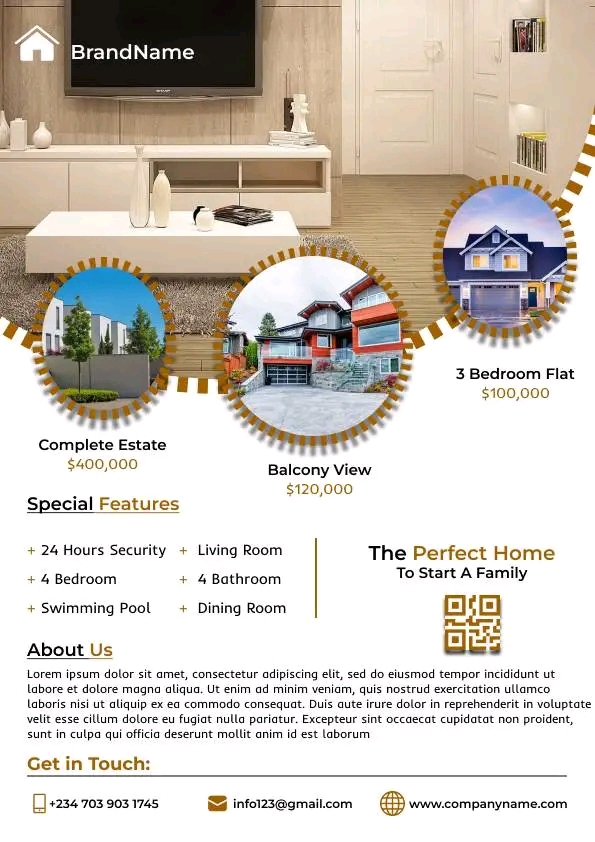 BrandName
SHARP
3 Bedroom Flat
$100,000
Complete Estate
$400,000
Balcony View
$120,000
Special Features
+ 24 Hours Security + Living Room
+ 4 Bedroom + 4 Bathroom
+ Swimming Pool + Dining Room
The Perfect Home
To Start A Family
About Us
Lorem ipsum dolor sit amet, consectetur adipiscing elit, sed do eiusmod tempor incididunt ut
labore et dolore magna aliqua. Ut enim ad minim veniam, quis nostrud exercitation ullamco
laboris nisi ut aliquip ex ea commodo consequat. Duis aute irure dolor in reprehenderit in voluptate
velit esse cillum dolore eu fugiat nulla pariatur. Excepteur sint occaecat cupidatat non proident,
sunt in culpa qui officia deserunt mollit anim id est laborum
Get in Touch:
+234 703 903 1745 info123@gmail.com www.companyname.com